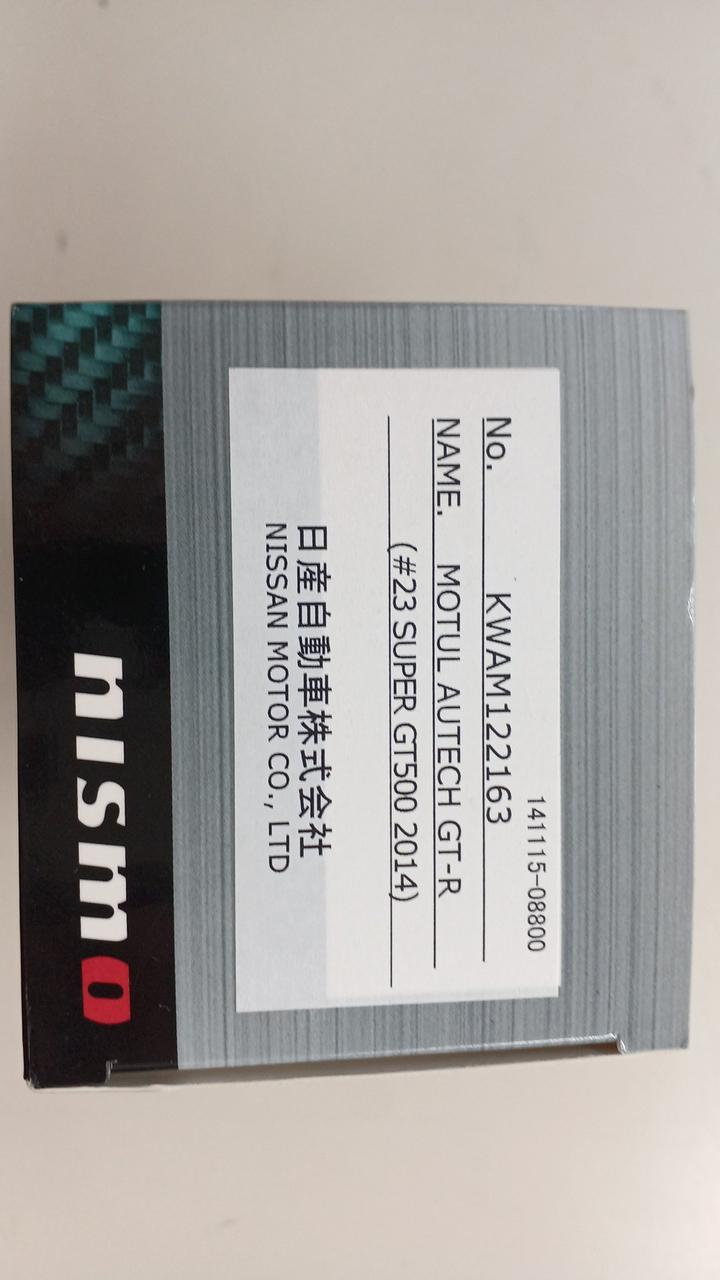 141115-08800
No. KWAM122163
NAME. MOTUL AUTECH GT-R
(#23 SUPER GT500 2014)
日産自動車株式会社
NISSAN MOTOR CO., LTD
nismo